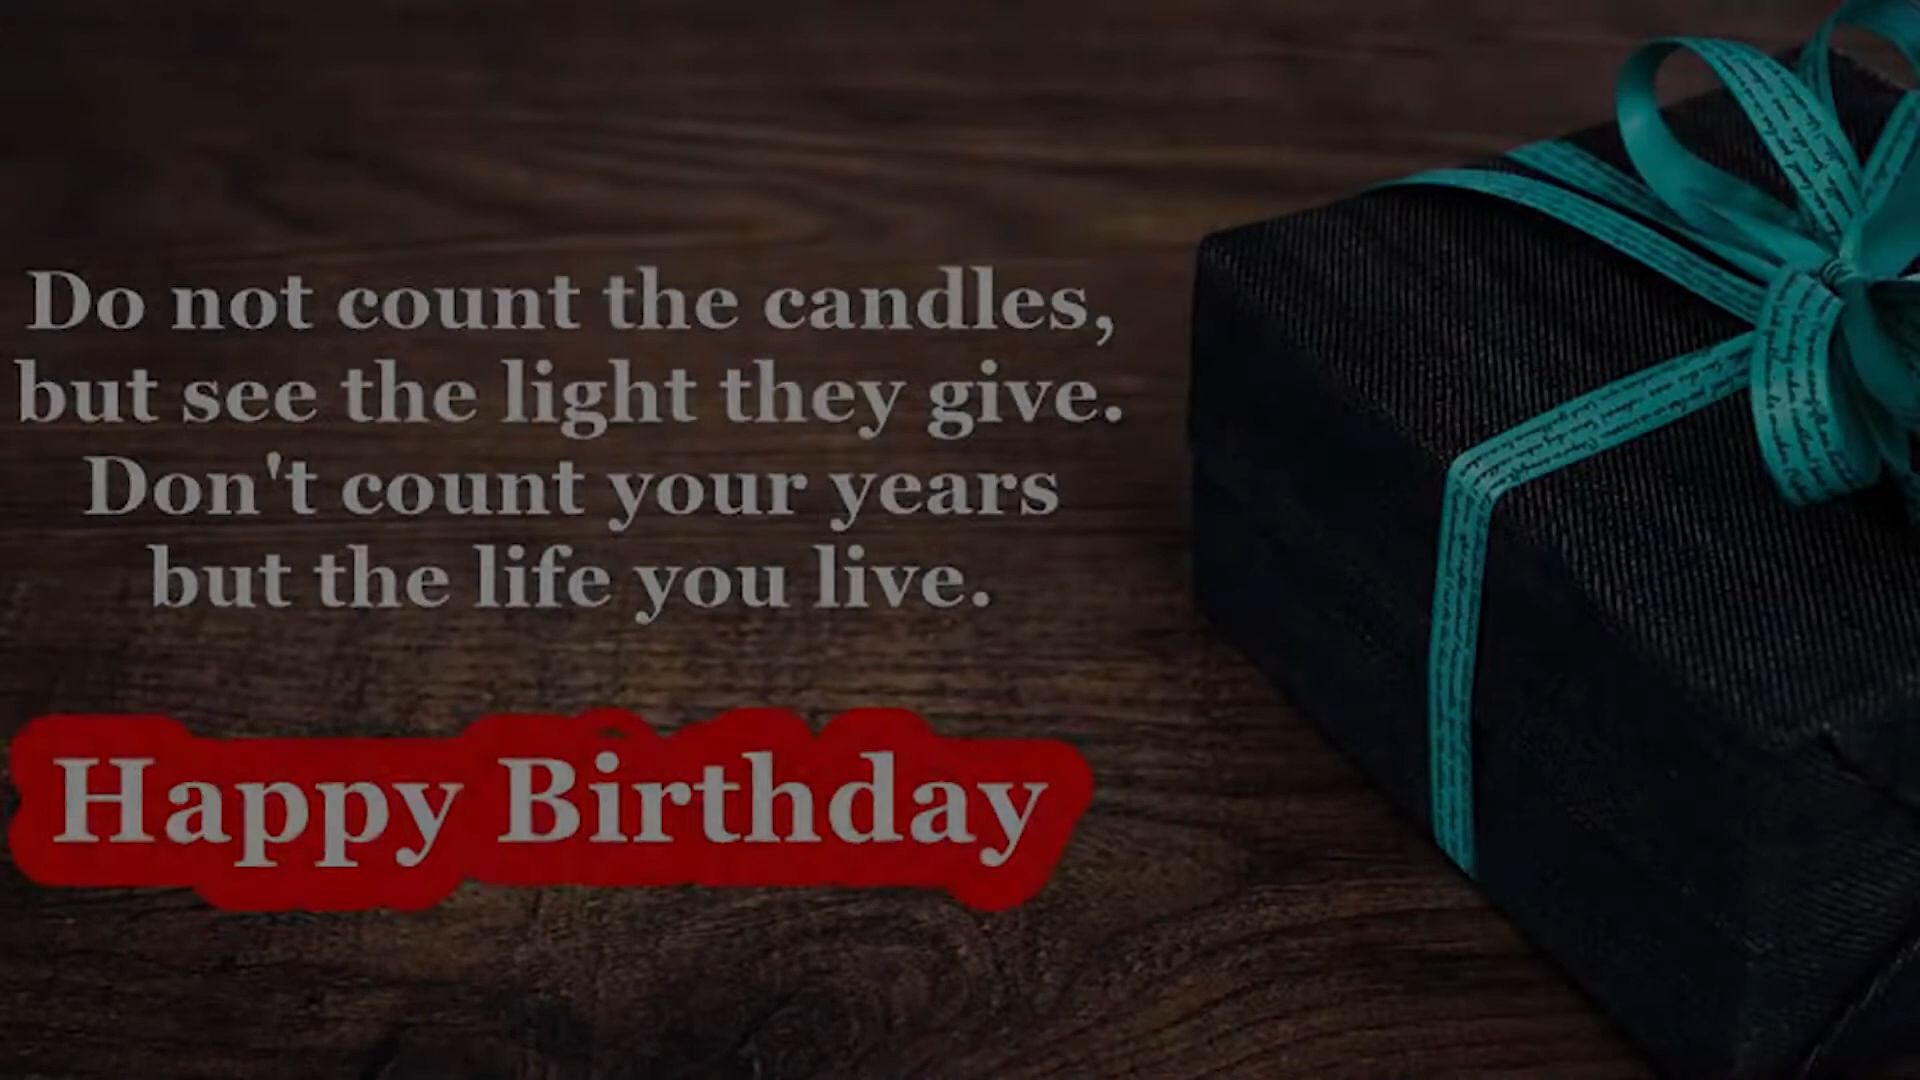 Do not count the candles,
but see the light they give.
Don't count your years
but the life you live.
Happy Birthday